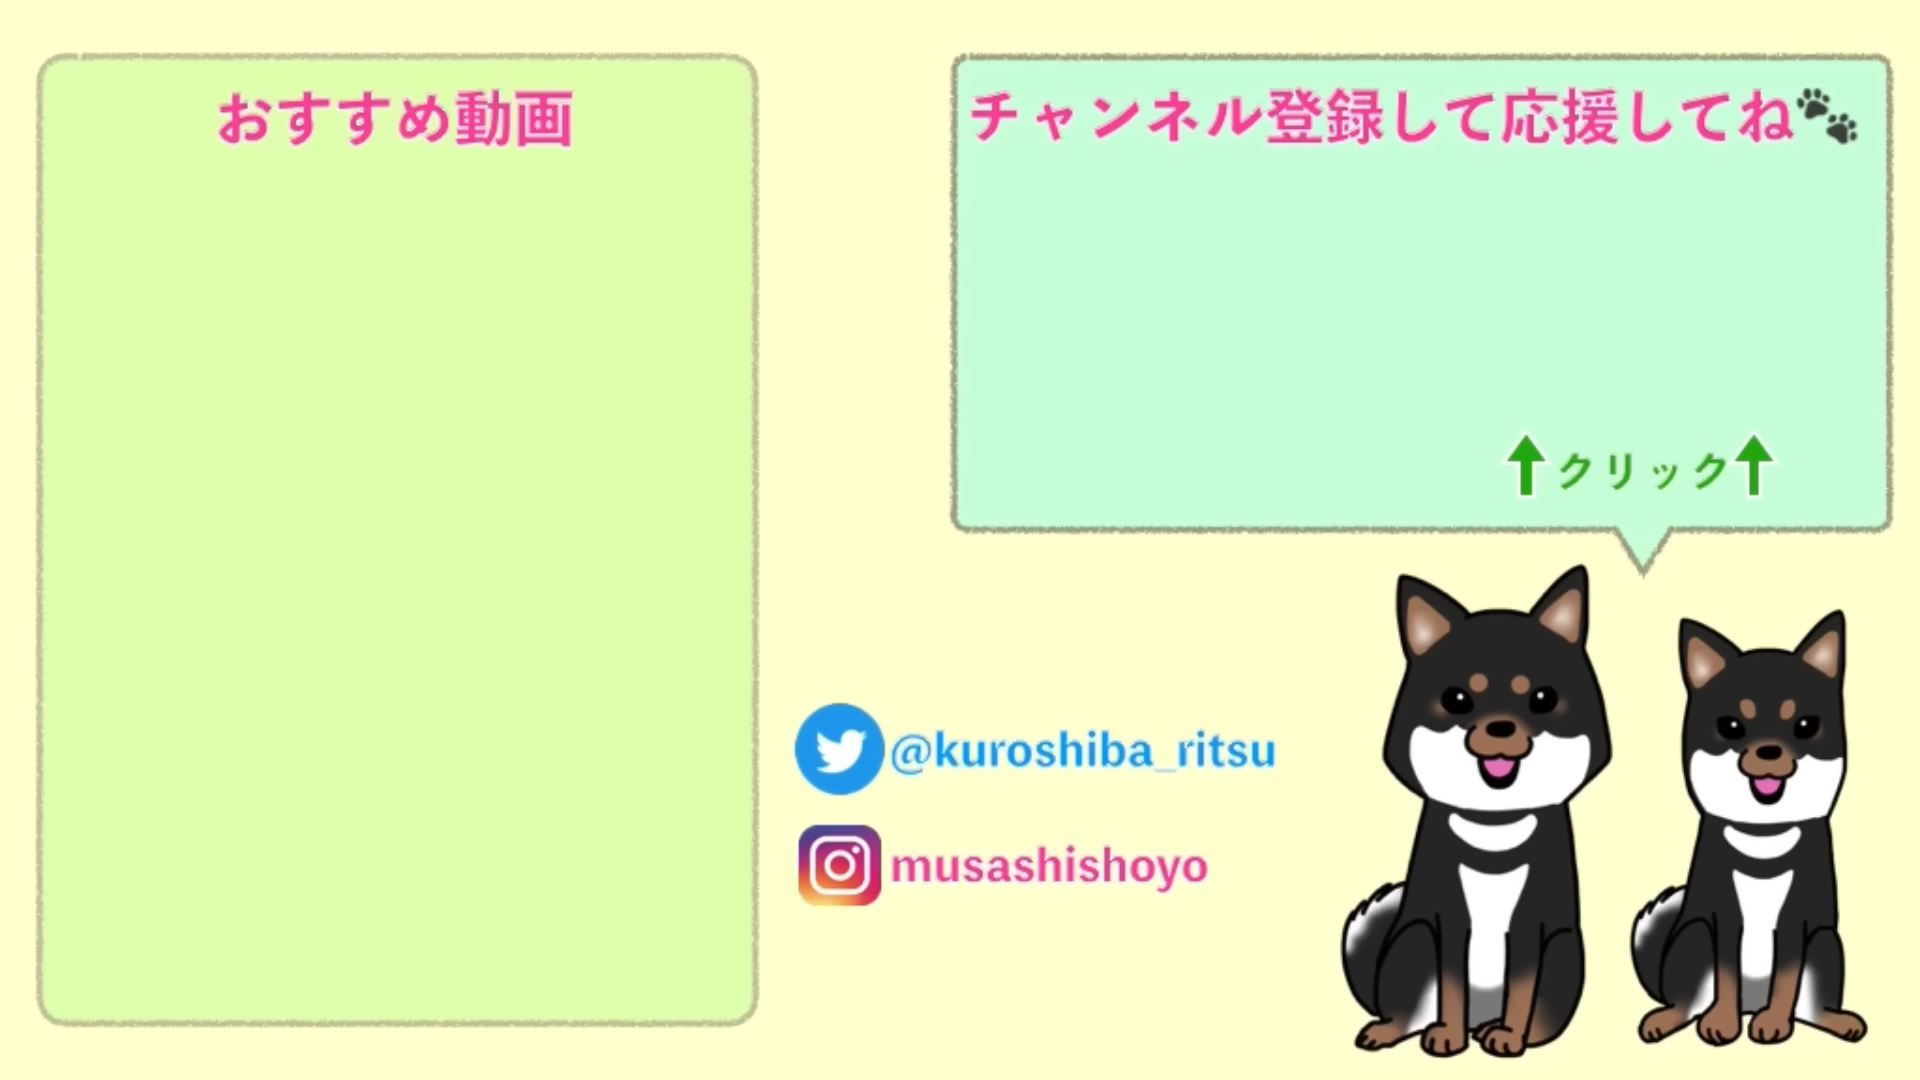 おすすめ動画
チャンネル登録して応援してね🐾
⬆クリック⬆
@kuroshiba_ritsu
musashishoyo